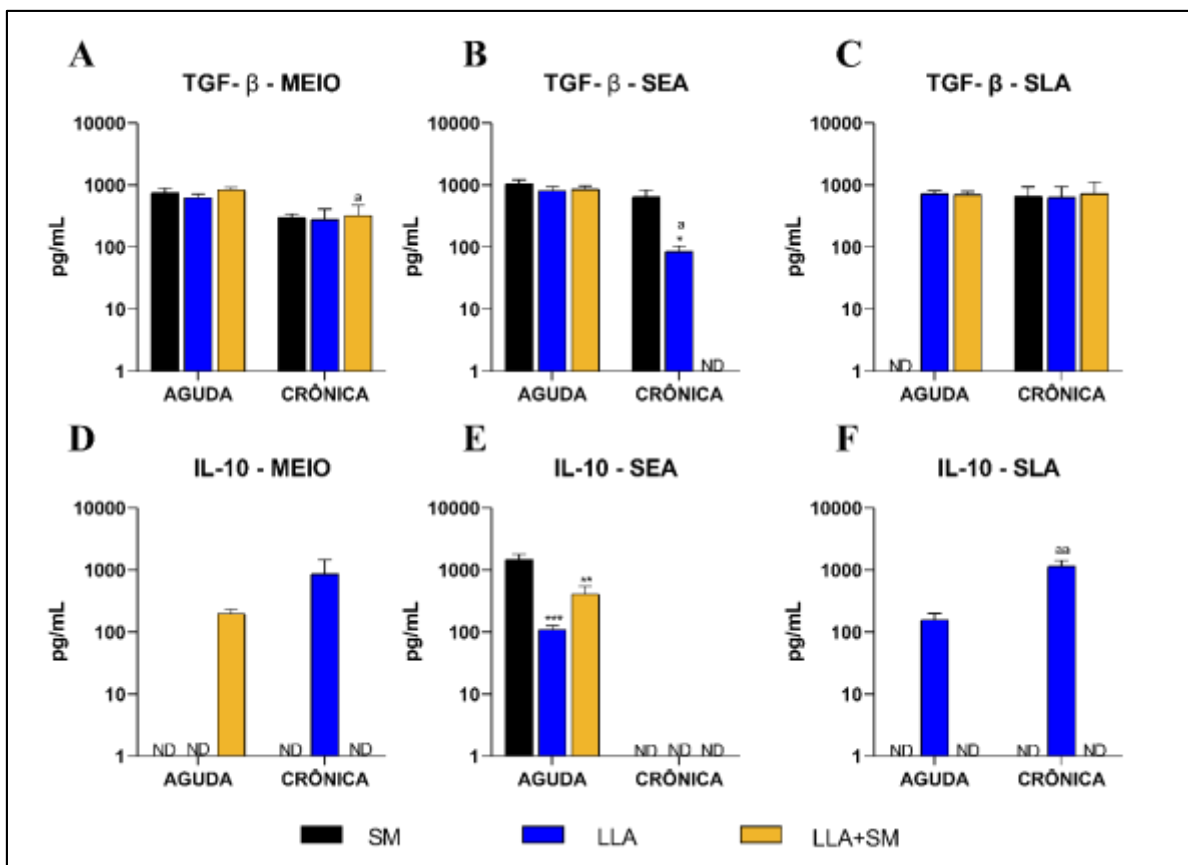 A
TGF- β - MEIO
10000
1000
100
10
1
pg/mL
a
AGUDA CRÔNICA
B
TGF- β - SEA
10000
1000
100
10
1
pg/mL
a
*
ND
AGUDA CRÔNICA
C
TGF- β - SLA
10000
1000
100
10
1
pg/mL
ND
AGUDA CRÔNICA
D
IL-10 - MEIO
10000
1000
100
10
1
pg/mL
ND ND ND ND
AGUDA CRÔNICA
E
IL-10 - SEA
10000
1000
100
10
1
pg/mL
***
**
ND ND ND
AGUDA CRÔNICA
F
IL-10 - SLA
10000
1000
100
10
1
pg/mL
aa
ND ND ND ND
AGUDA CRÔNICA
SM LLA LLA+SM